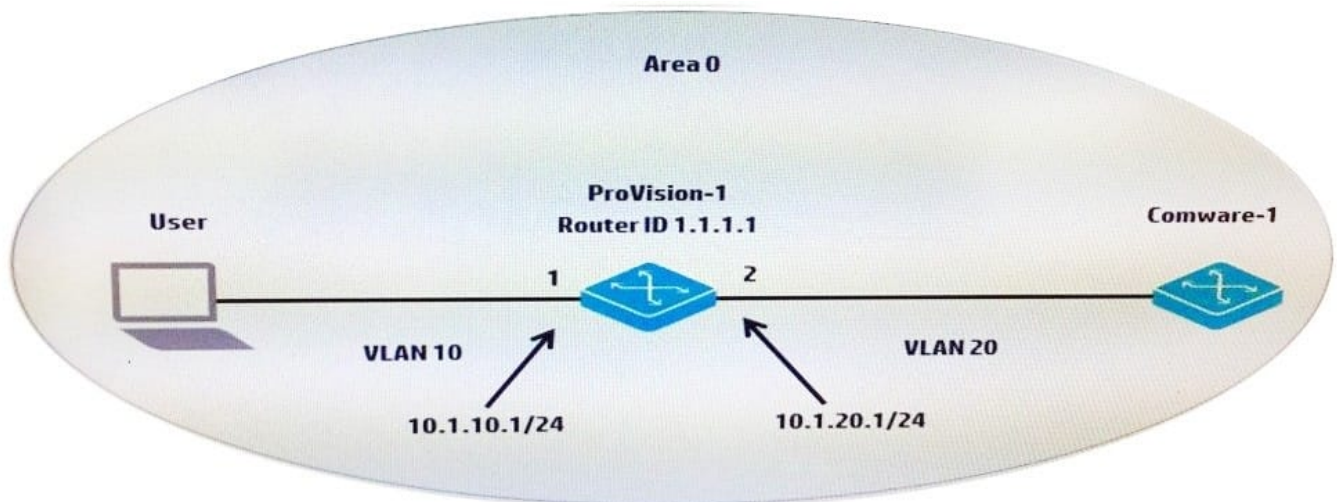 Area 0
ProVision-1
Router ID 1.1.1.1
User
Comware-1
1
2
VLAN 10
VLAN 20
10.1.10.1/24
10.1.20.1/24